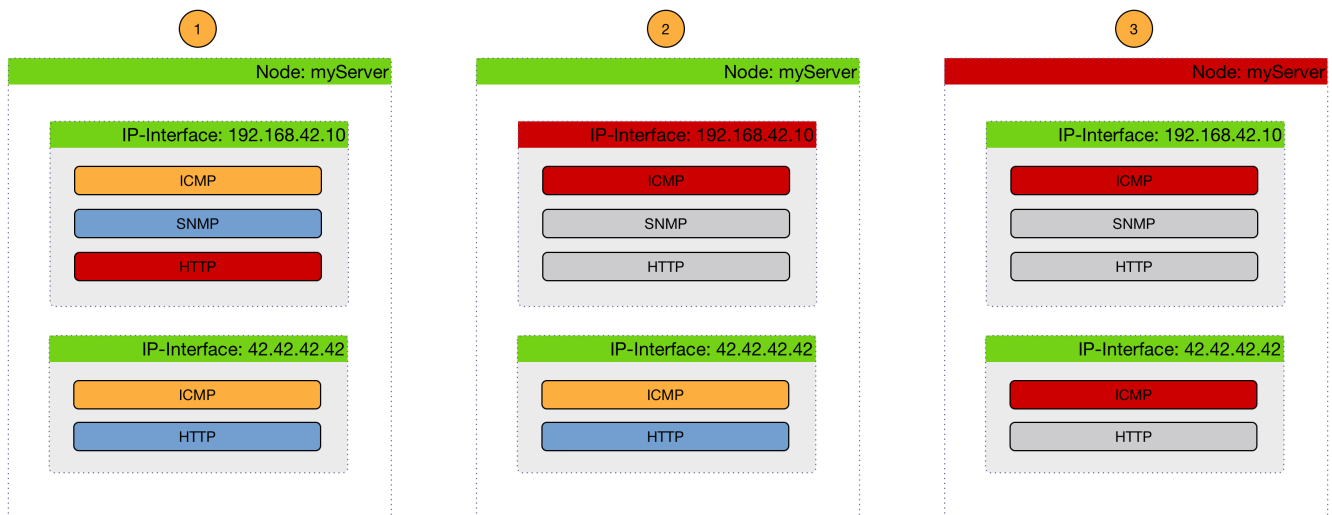 1
Node: myServer
IP-Interface: 192.168.42.10
ICMP
SNMP
HTTP
IP-Interface: 42.42.42.42
ICMP
HTTP
2
Node: myServer
IP-Interface: 192.168.42.10
ICMP
SNMP
HTTP
IP-Interface: 42.42.42.42
ICMP
HTTP
3
Node: myServer
IP-Interface: 192.168.42.10
ICMP
SNMP
HTTP
IP-Interface: 42.42.42.42
ICMP
HTTP